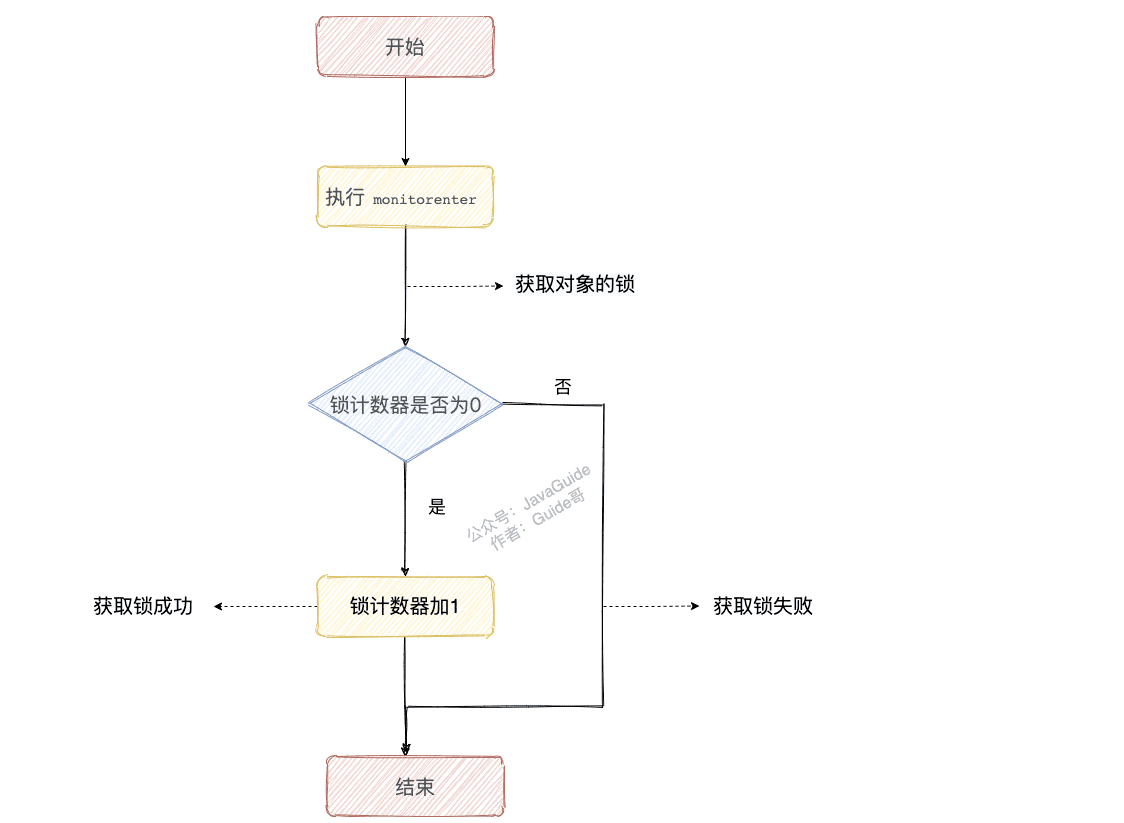 开始
执行 monitorenter
获取对象的锁
锁计数器是否为0
否
是
公众号：JavaGuide
作者：Guide哥
获取锁成功
锁计数器加1
获取锁失败
结束